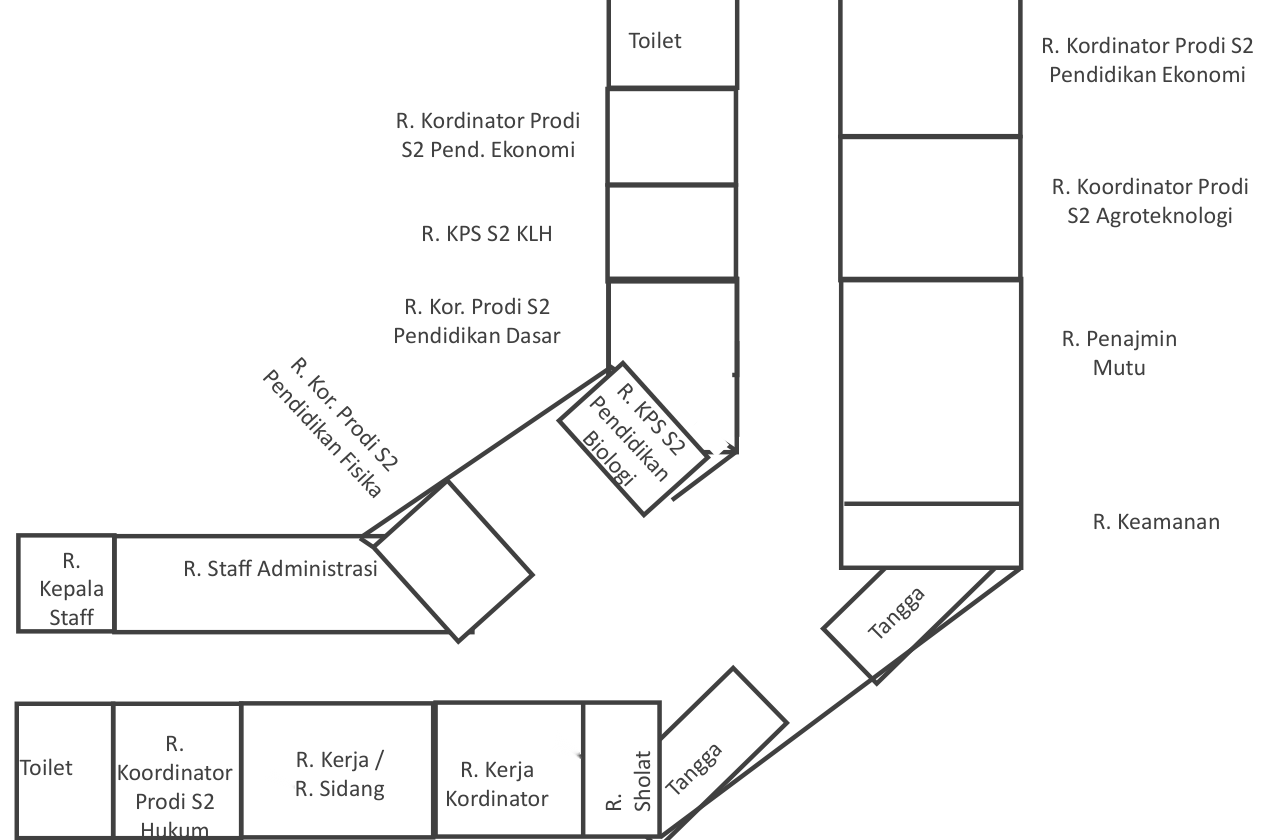 Toilet
R. Kordinator Prodi S2
Pendidikan Ekonomi
R. Kordinator Prodi
S2 Pend. Ekonomi
R. Koordinator Prodi
S2 Agroteknologi
R. KPS S2 KLH
R. Kor. Prodi S2
Pendidikan Dasar
R. Penajmin
Mutu
R. Kor. Prodi S2
Pendidikan Fisika
R. KPS S2
Pendidikan
Biologi
R. Keamanan
R.
Kepala
Staff
R. Staff Administrasi
Tangga
Toilet
R.
Koordinator
Prodi S2
Hukum
R. Kerja /
R. Sidang
R. Kerja
Kordinator
R.
Sholat
Tangga